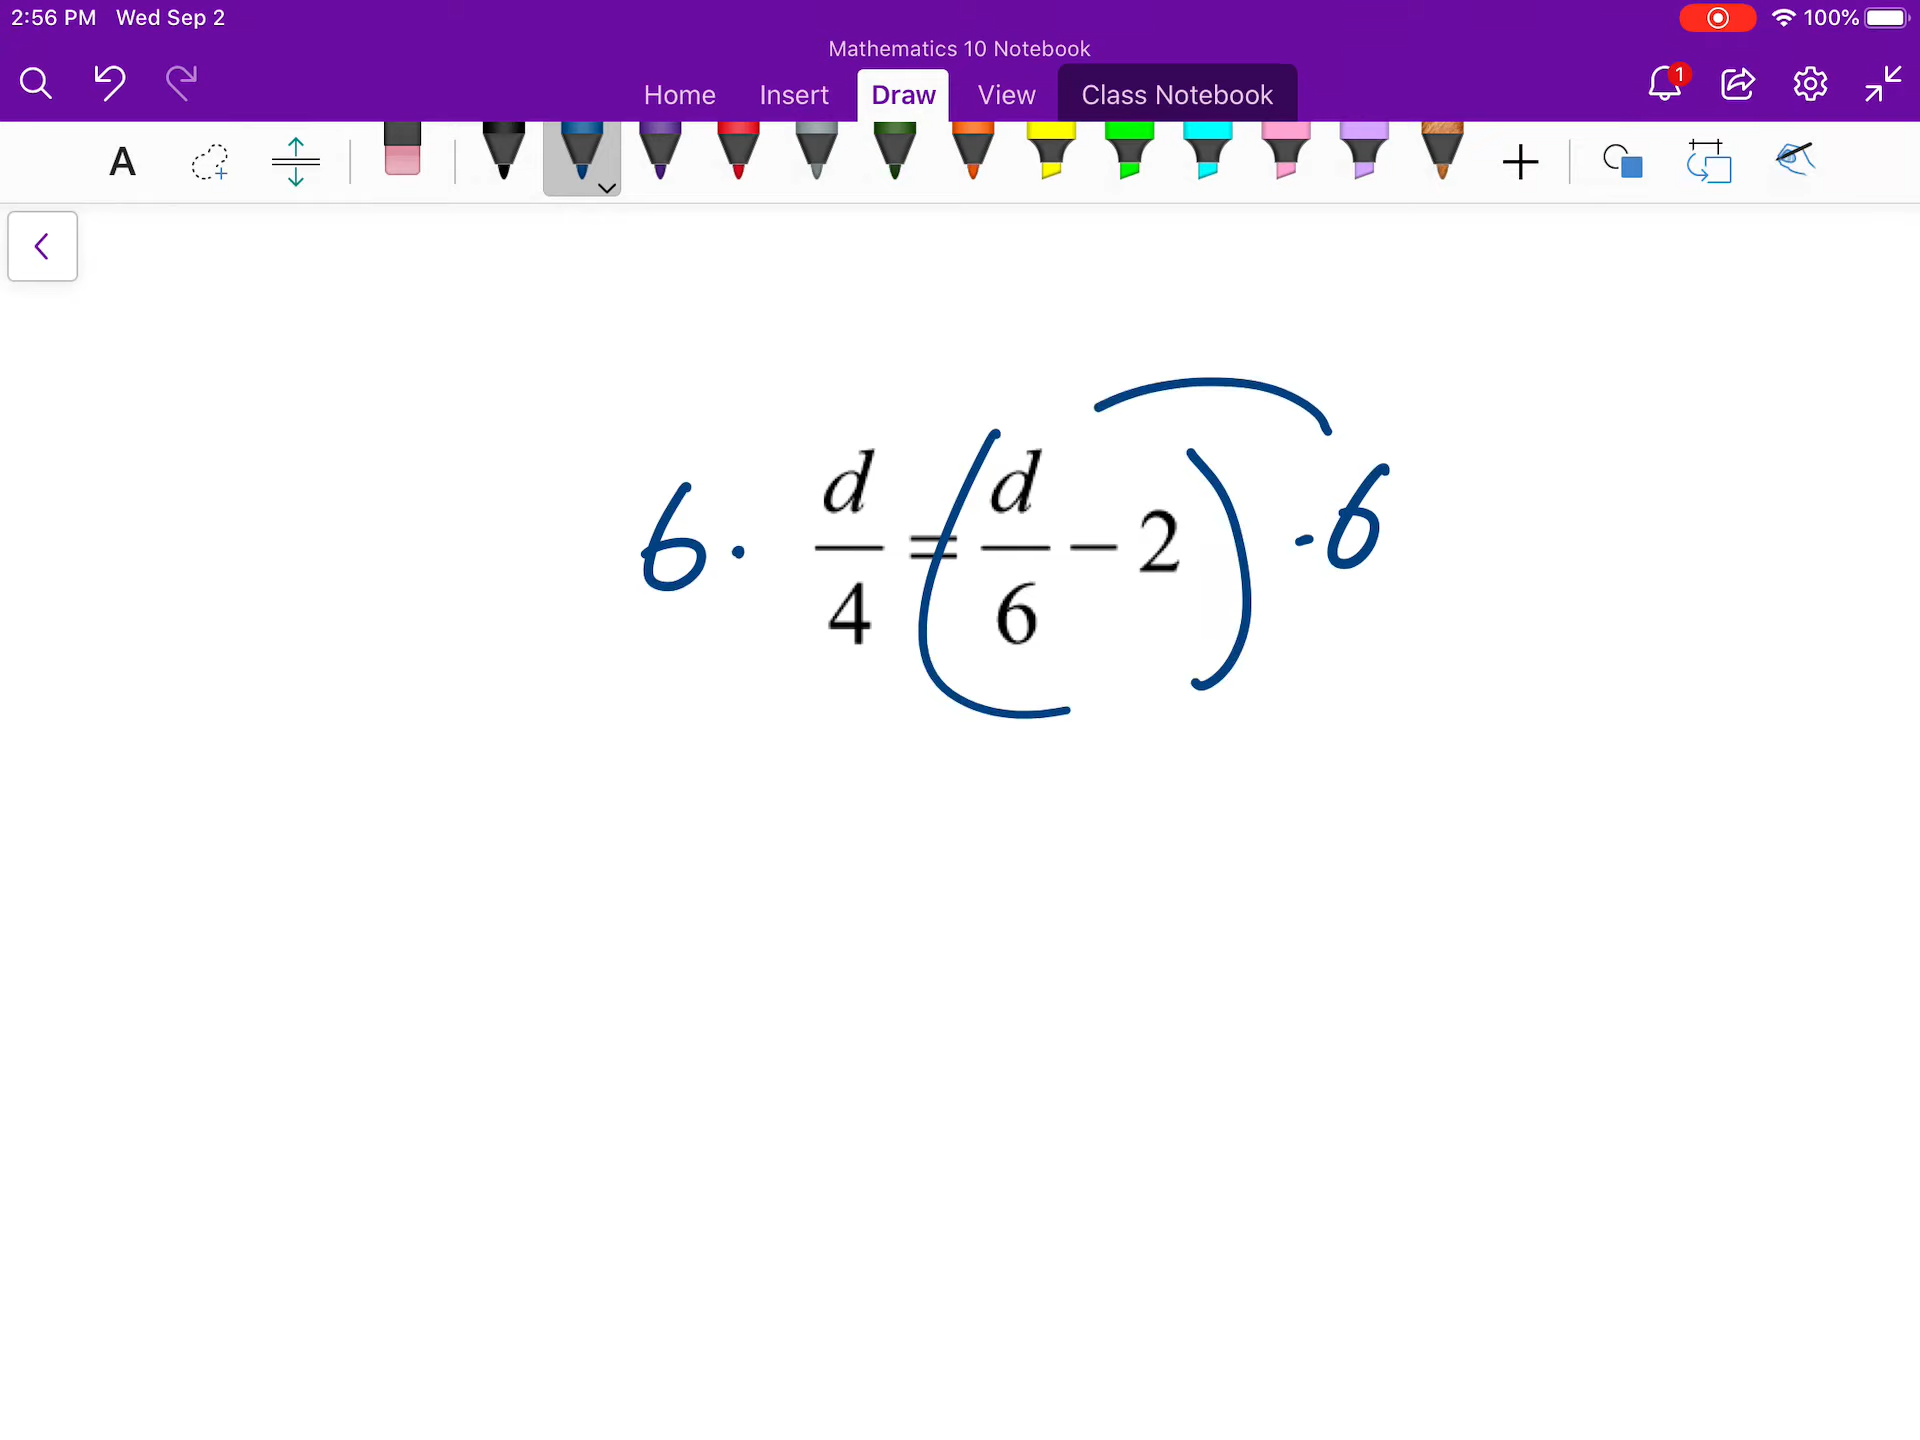 2:56 PM Wed Sep 2
100%
Mathematics 10 Notebook
Home Insert Draw View Class Notebook
1
A
6 · d/4 = (d/6 − 2) · 6